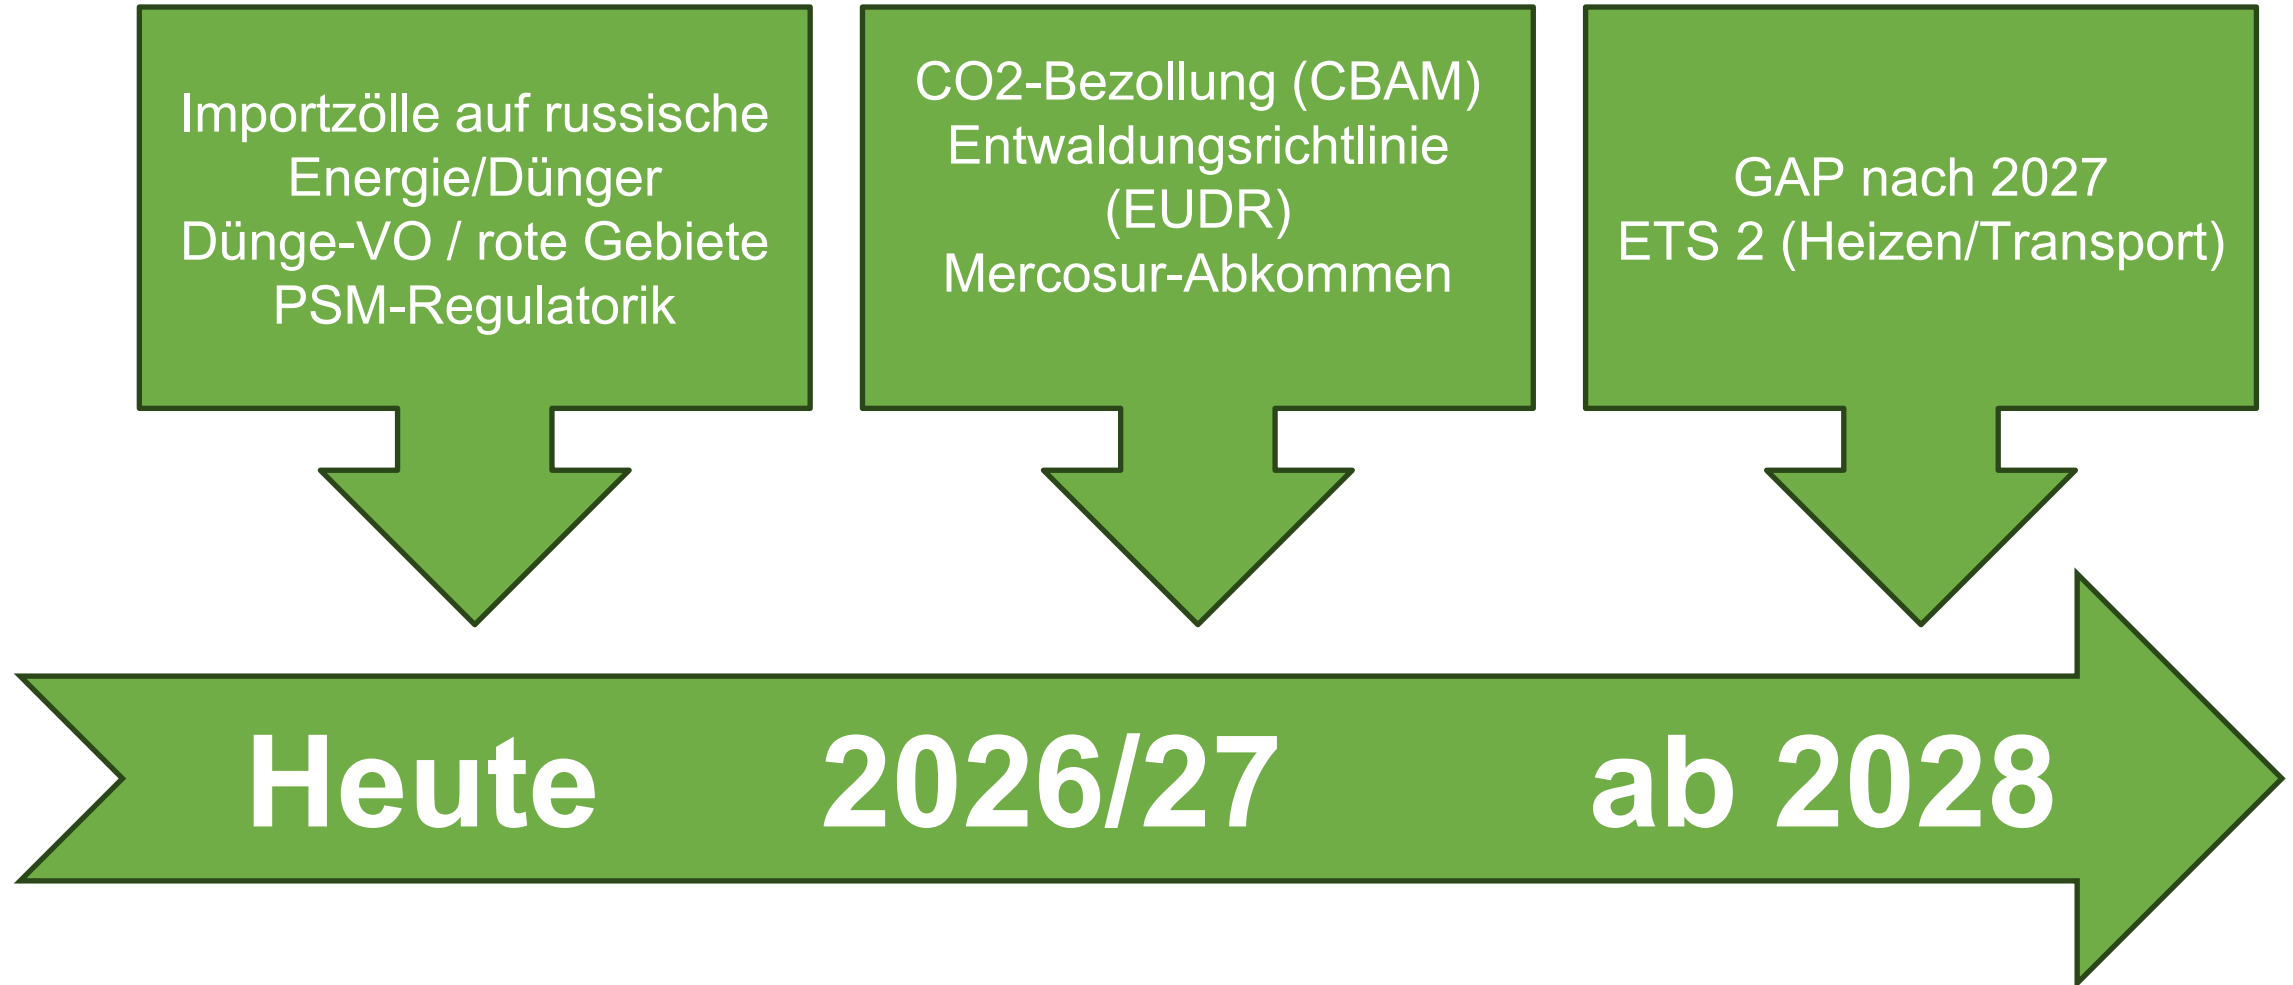 Importzölle auf russische
Energie/Dünger
Dünge-VO / rote Gebiete
PSM-Regulatorik
CO2-Bezollung (CBAM)
Entwaldungsrichtlinie
(EUDR)
Mercosur-Abkommen
GAP nach 2027
ETS 2 (Heizen/Transport)
Heute 2026/27 ab 2028